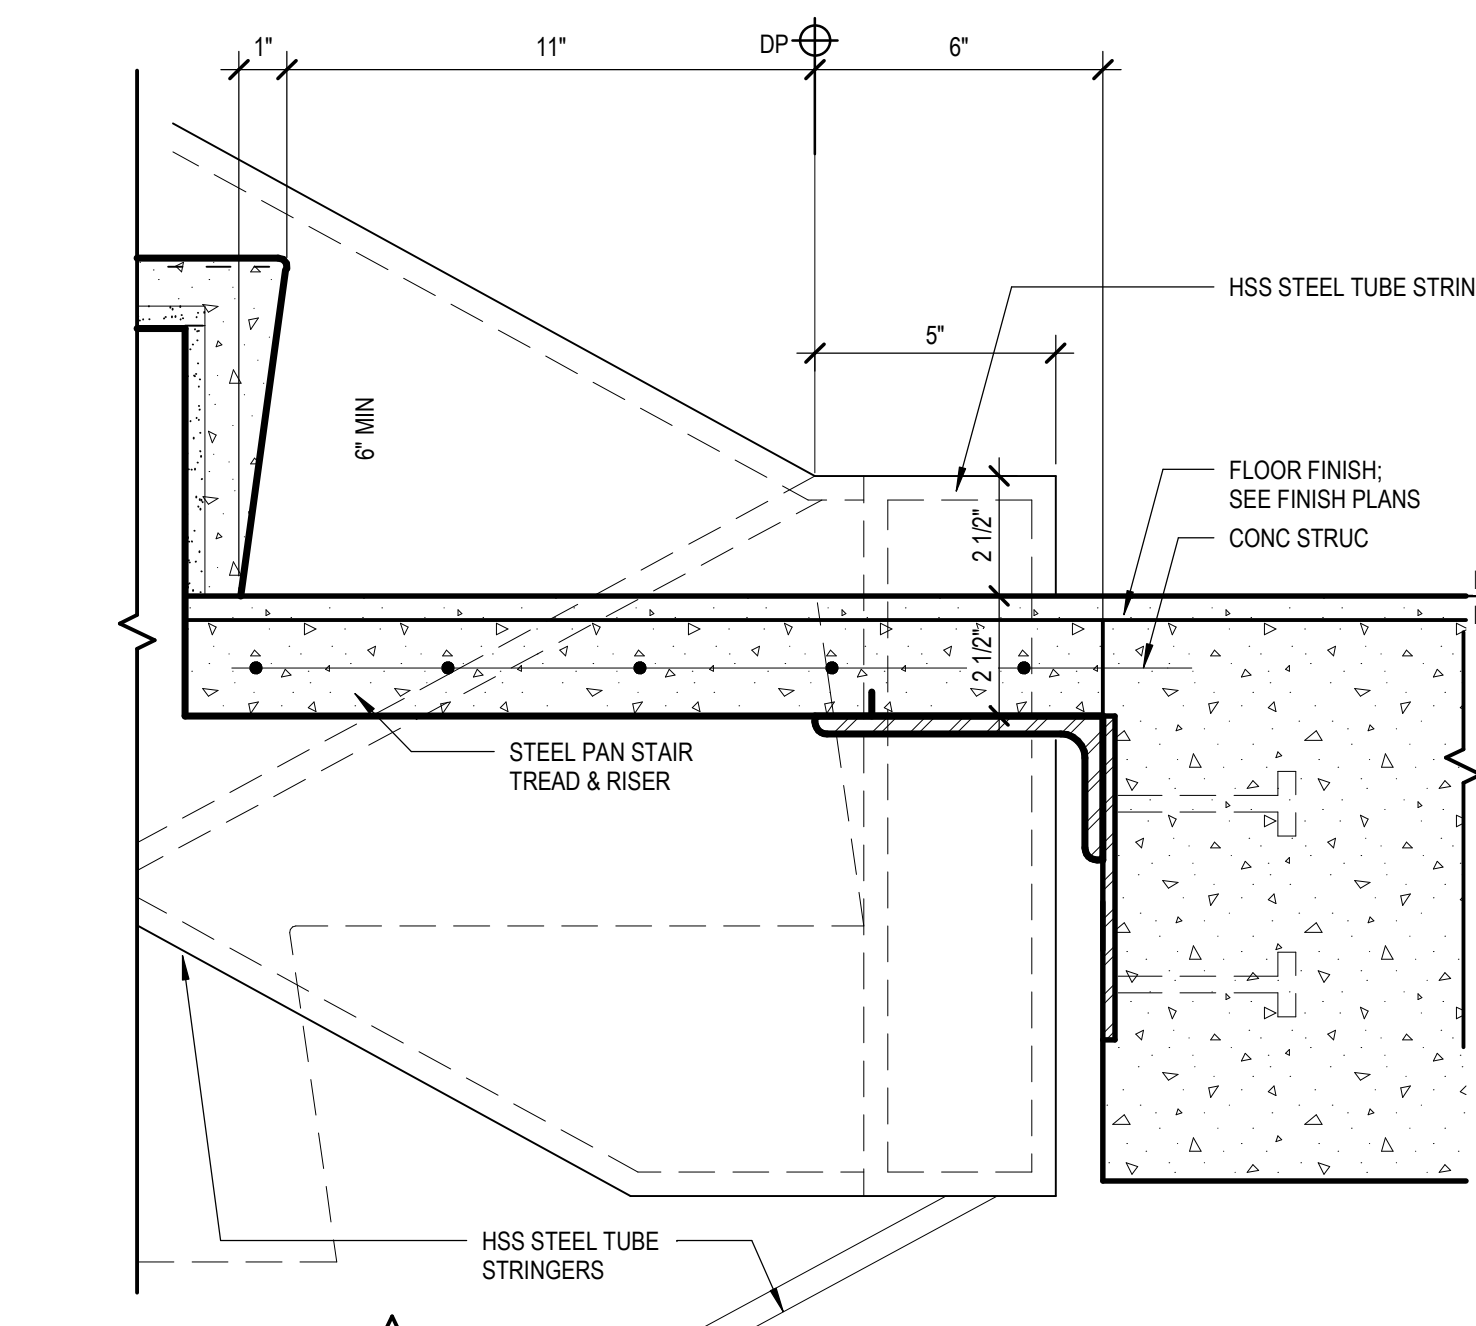 1"
11"
DP
6"
HSS STEEL TUBE STRIN
5"
6" MIN
FLOOR FINISH;
SEE FINISH PLANS
2 1/2"
CONC STRUC
2 1/2"
STEEL PAN STAIR
TREAD & RISER
HSS STEEL TUBE
STRINGERS